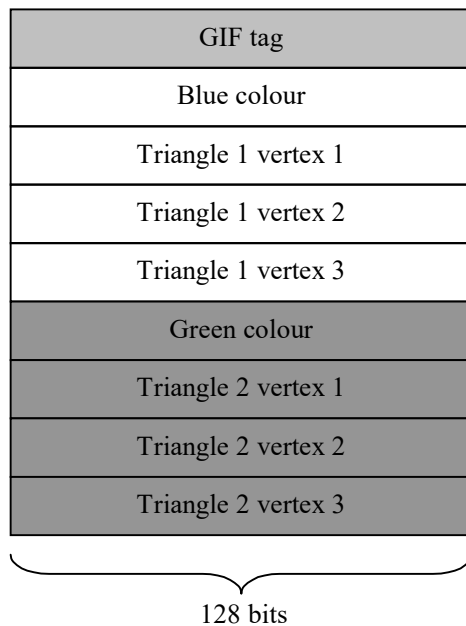 GIF tag
Blue colour
Triangle 1 vertex 1
Triangle 1 vertex 2
Triangle 1 vertex 3
Green colour
Triangle 2 vertex 1
Triangle 2 vertex 2
Triangle 2 vertex 3
128 bits